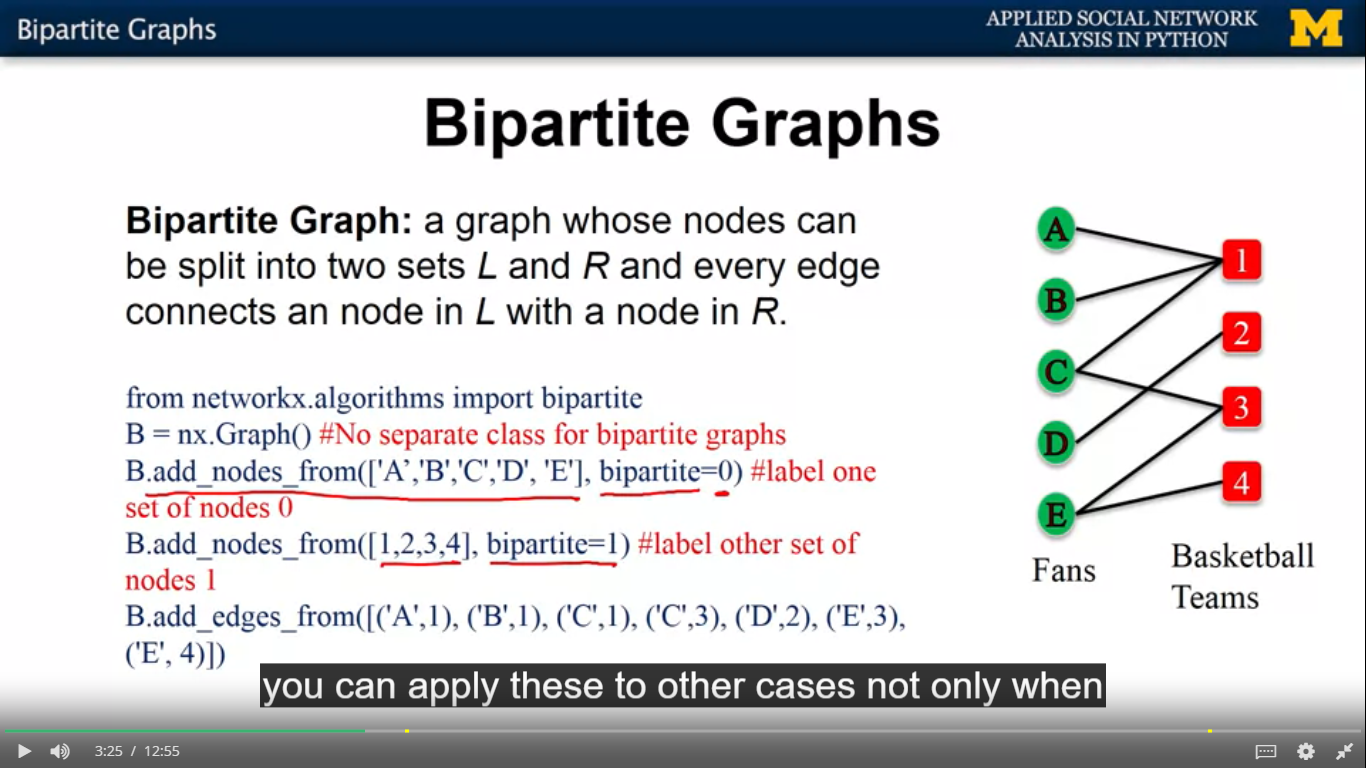 Bipartite Graphs
APPLIED SOCIAL NETWORK
ANALYSIS IN PYTHON
M
Bipartite Graphs
Bipartite Graph: a graph whose nodes can
be split into two sets L and R and every edge
connects an node in L with a node in R.
from networkx.algorithms import bipartite
B = nx.Graph() #No separate class for bipartite graphs
B.add_nodes_from(['A’,'B','C','D', 'E'], bipartite=0) #label one
set of nodes 0
B.add_nodes_from([1,2,3,4], bipartite=1) #label other set of
nodes 1
B.add_edges_from([('A',1), ('B',1), ('C',1), ('C',3), ('D',2), ('E',3),
('E', 4)])
A
B
C
D
E
Fans
1
2
3
4
Basketball
Teams
you can apply these to other cases not only when
3:25 / 12:55